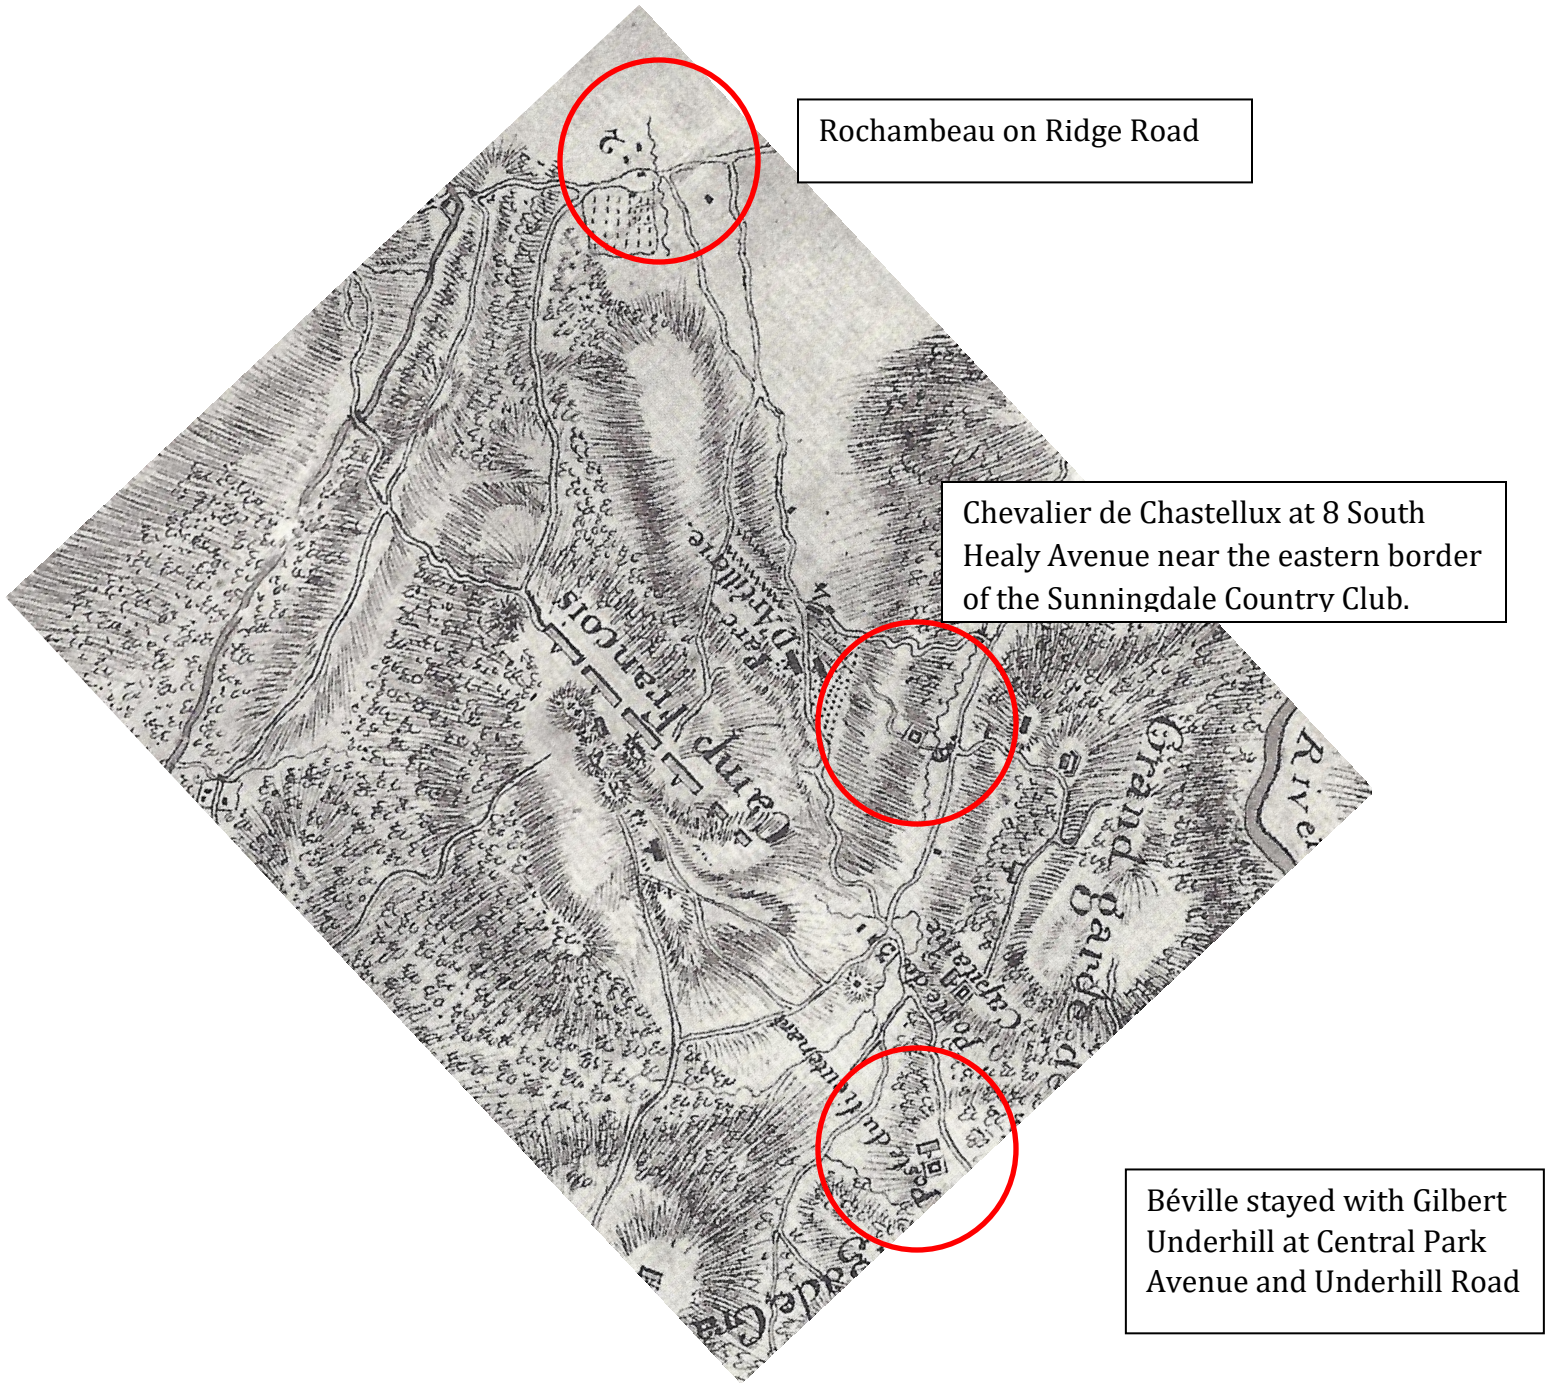 Rochambeau on Ridge Road
Chevalier de Chastellux at 8 South
Healy Avenue near the eastern border
of the Sunningdale Country Club.
Béville stayed with Gilbert
Underhill at Central Park
Avenue and Underhill Road
Camp Francois
Parc
D'Artillerie.
Grand garde de
River
Capitaine
Poste du
Poste du Lieutenant